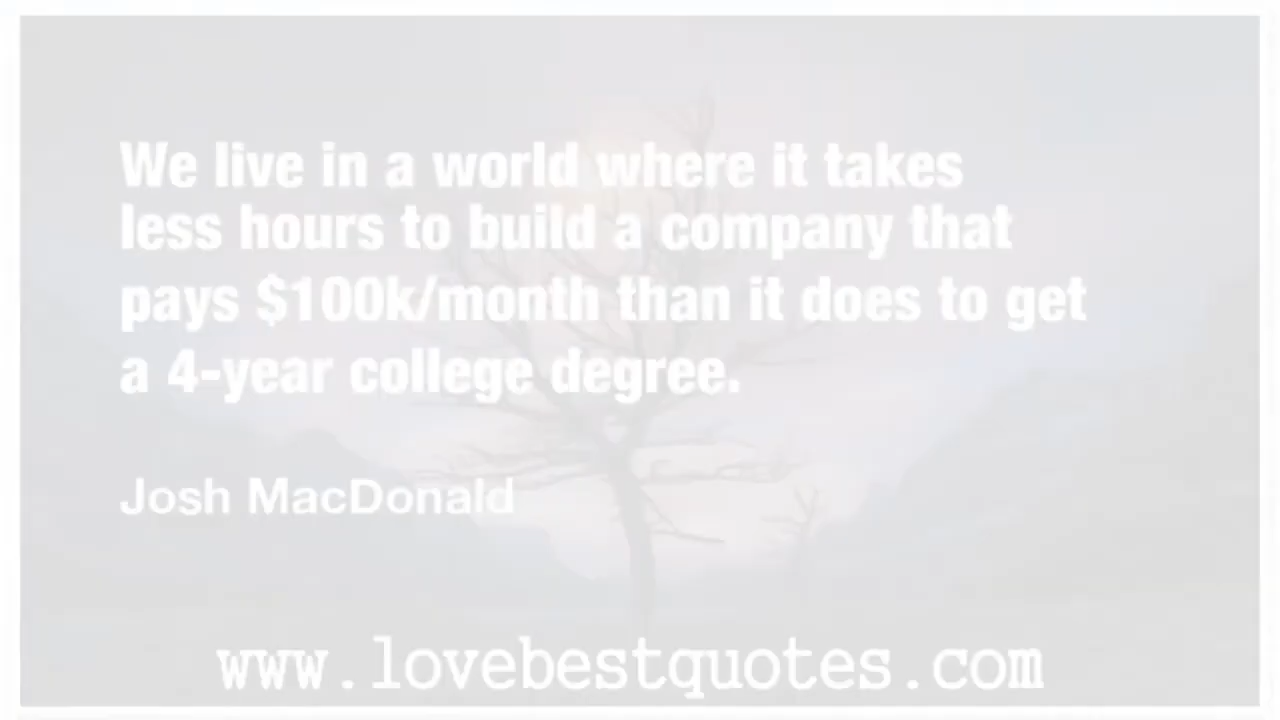 We live in a world where it takes
less hours to build a company that
pays $100k/month than it does to get
a 4-year college degree.
Josh MacDonald
www.lovebestquotes.com